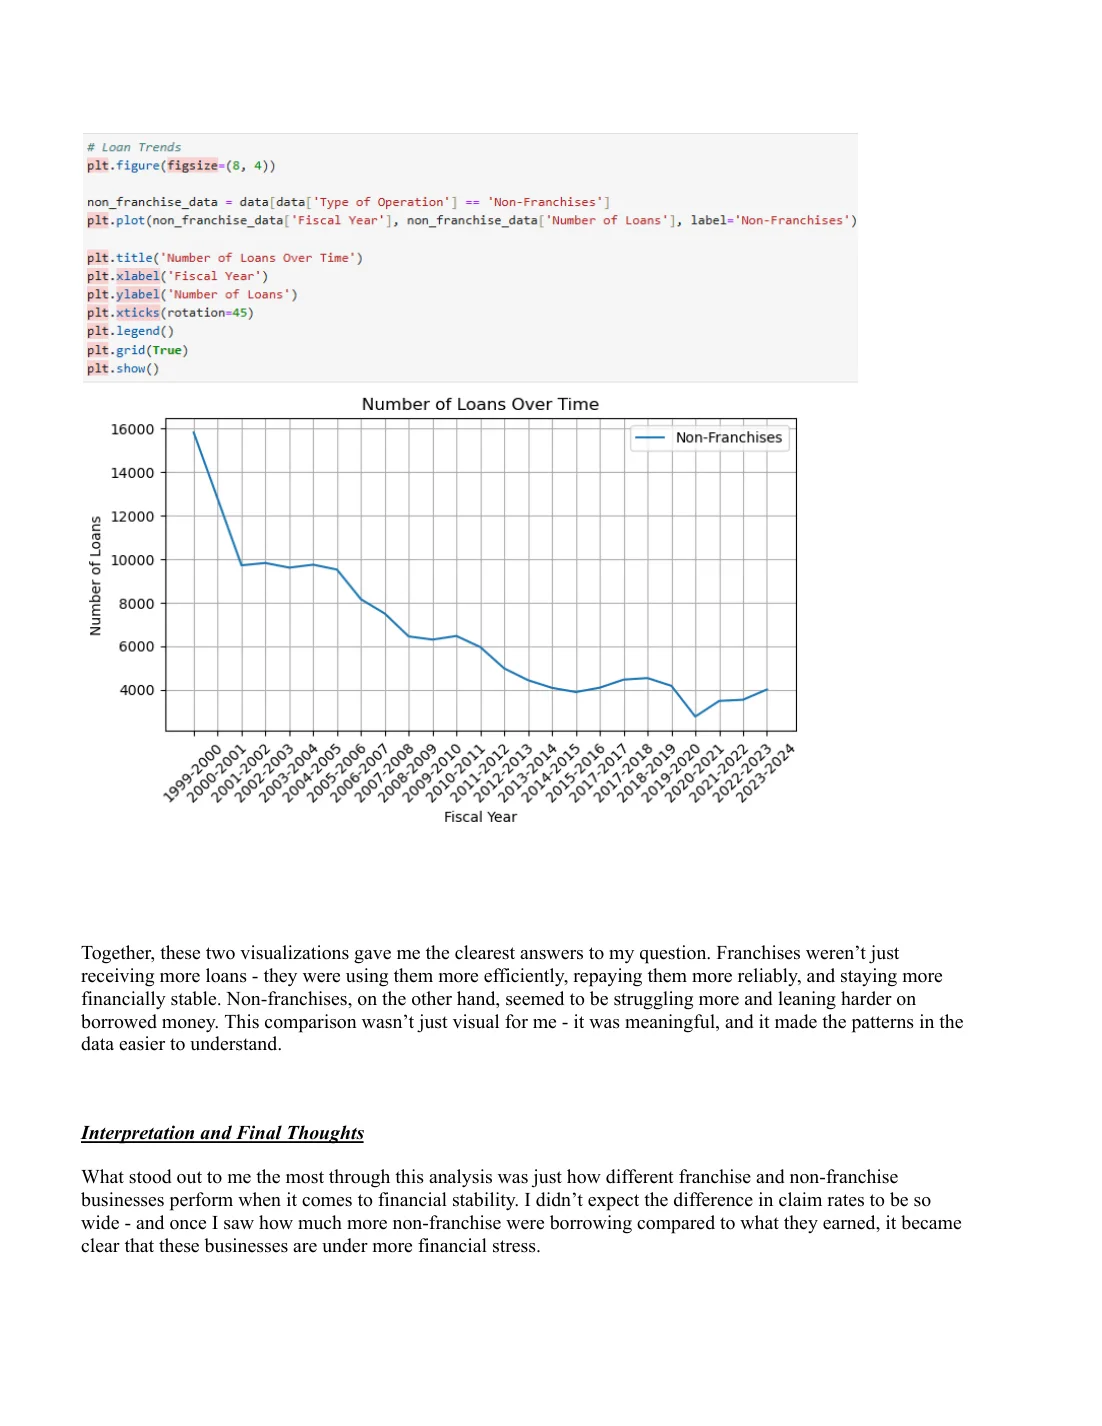 # Loan Trends
plt.figure(figsize=(8, 4))
non_franchise_data = data[data['Type of Operation'] == 'Non-Franchises']
plt.plot(non_franchise_data['Fiscal Year'], non_franchise_data['Number of Loans'], label='Non-Franchises')
plt.title('Number of Loans Over Time')
plt.xlabel('Fiscal Year')
plt.ylabel('Number of Loans')
plt.xticks(rotation=45)
plt.legend()
plt.grid(True)
plt.show()
Number of Loans Over Time
Non-Franchises
Number of Loans
16000
14000
12000
10000
8000
6000
4000
1999-2000
2000-2001
2001-2002
2002-2003
2003-2004
2004-2005
2005-2006
2006-2007
2007-2008
2008-2009
2009-2010
2010-2011
2011-2012
2012-2013
2013-2014
2014-2015
2015-2016
2017-2017
2017-2018
2018-2019
2019-2020
2020-2021
2021-2022
2022-2023
2023-2024
Fiscal Year
Together, these two visualizations gave me the clearest answers to my question. Franchises weren’t just
receiving more loans - they were using them more efficiently, repaying them more reliably, and staying more
financially stable. Non-franchises, on the other hand, seemed to be struggling more and leaning harder on
borrowed money. This comparison wasn’t just visual for me - it was meaningful, and it made the patterns in the
data easier to understand.
Interpretation and Final Thoughts
What stood out to me the most through this analysis was just how different franchise and non-franchise
businesses perform when it comes to financial stability. I didn’t expect the difference in claim rates to be so
wide - and once I saw how much more non-franchise were borrowing compared to what they earned, it became
clear that these businesses are under more financial stress.